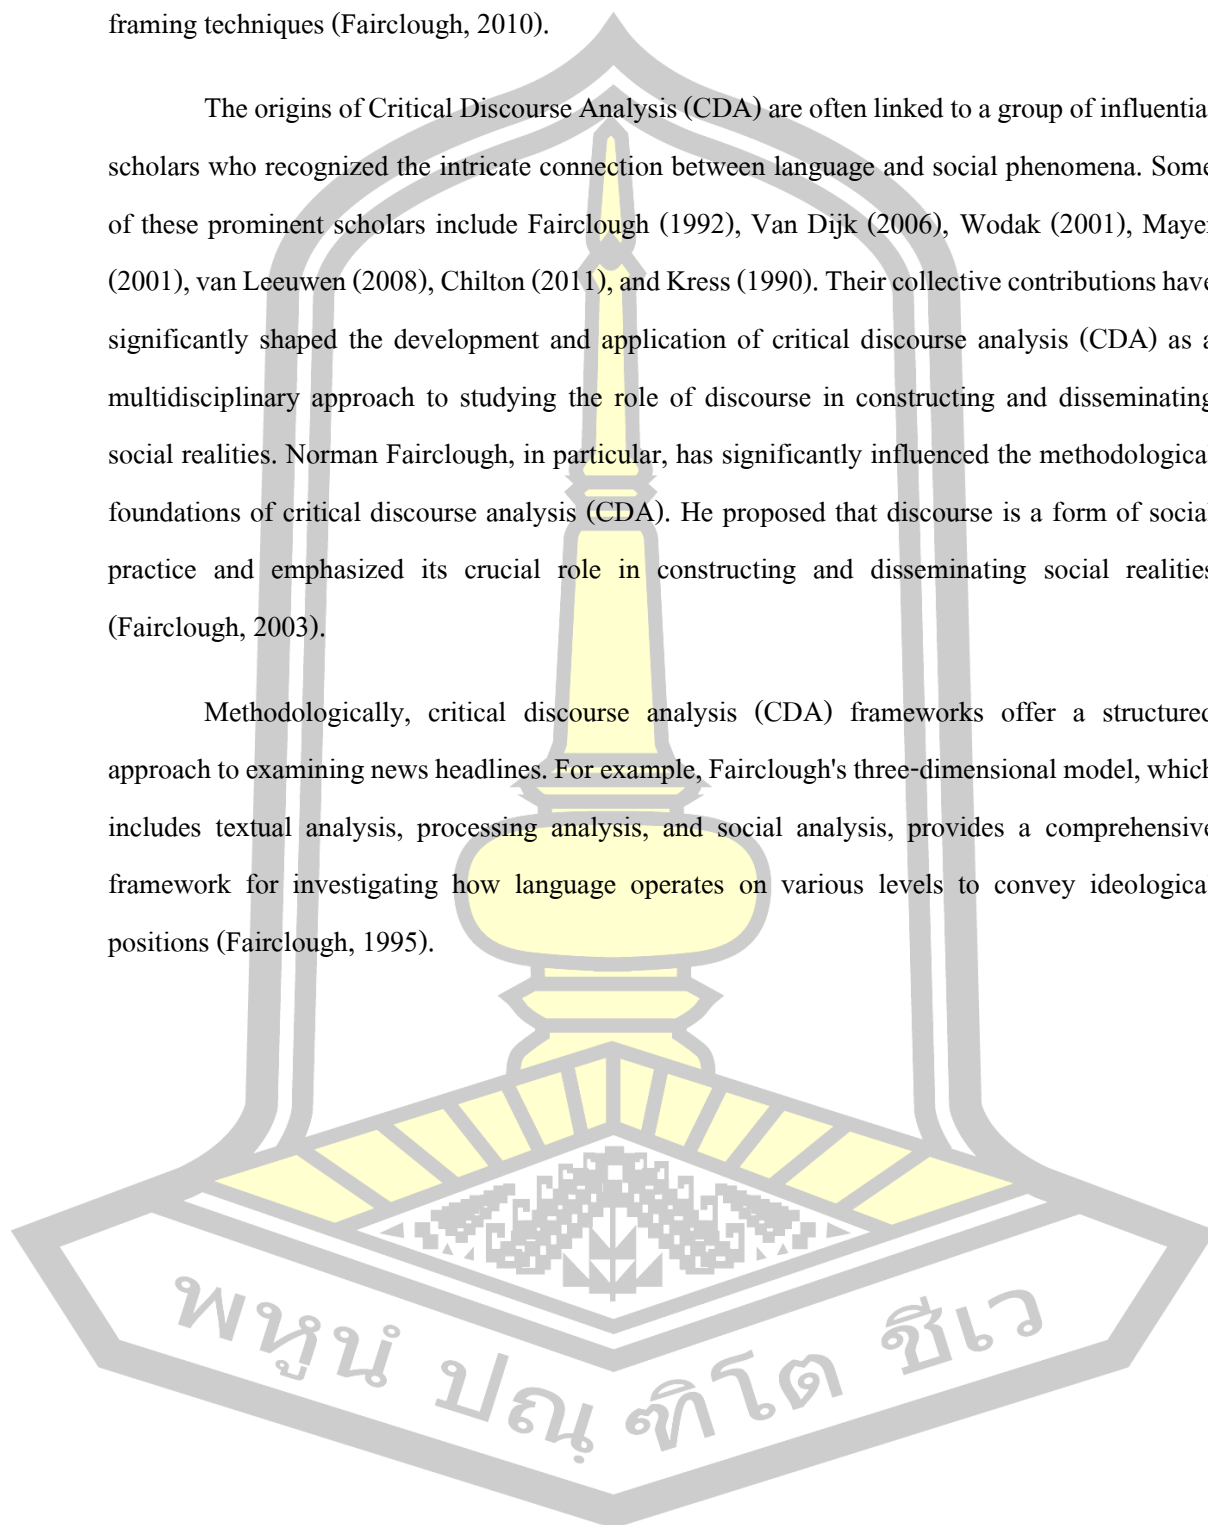 framing techniques (Fairclough, 2010).
The origins of Critical Discourse Analysis (CDA) are often linked to a group of influentia
scholars who recognized the intricate connection between language and social phenomena. Some
of these prominent scholars include Fairclough (1992), Van Dijk (2006), Wodak (2001), Mayer
(2001), van Leeuwen (2008), Chilton (2011), and Kress (1990). Their collective contributions have
significantly shaped the development and application of critical discourse analysis (CDA) as a
multidisciplinary approach to studying the role of discourse in constructing and disseminating
social realities. Norman Fairclough, in particular, has significantly influenced the methodologica
foundations of critical discourse analysis (CDA). He proposed that discourse is a form of social
practice and emphasized its crucial role in constructing and disseminating social realities
(Fairclough, 2003).
Methodologically, critical discourse analysis (CDA) frameworks offer a structured
approach to examining news headlines. For example, Fairclough's three-dimensional model, which
includes textual analysis, processing analysis, and social analysis, provides a comprehensive
framework for investigating how language operates on various levels to convey ideological
positions (Fairclough, 1995).
พหูนํ ปณฺฑิโต ชีเว